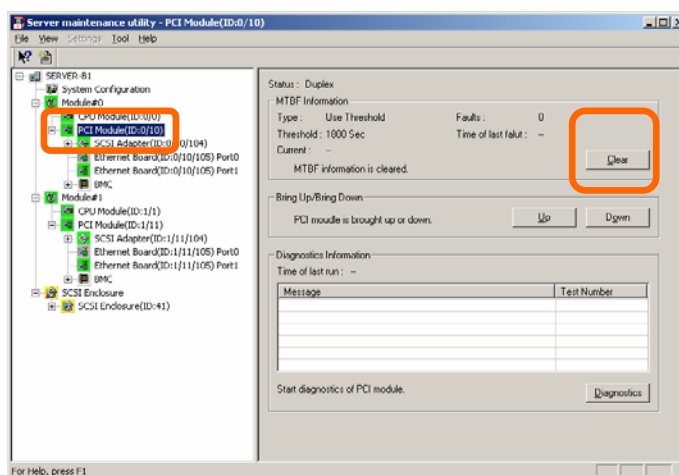 Server maintenance utility - PCI Module(ID:0/10)
File View Settings Tool Help
SERVER-B1
System Configuration
Module#0
CPU Module(ID:0/0)
PCI Module(ID:0/10)
SCSI Adapter(ID:0/10/104)
Ethernet Board(ID:0/10/105) Port0
Ethernet Board(ID:0/10/105) Port1
BMC
Module#1
CPU Module(ID:1/1)
PCI Module(ID:1/11)
SCSI Adapter(ID:1/11/104)
Ethernet Board(ID:1/11/105) Port0
Ethernet Board(ID:1/11/105) Port1
BMC
SCSI Enclosure
SCSI Enclosure(ID:41)
Status : Duplex
MTBF Information
Type : Use Threshold Faults : 0
Threshold : 1800 Sec Time of last falut : --
Current : --
MTBF information is cleared.
Clear
Bring Up/Bring Down
PCI moudle is brought up or down.
Up Down
Diagnostics Information
Time of last run : --
Message Test Number
Start diagnostics of PCI module.
Diagnostics
For Help, press F1